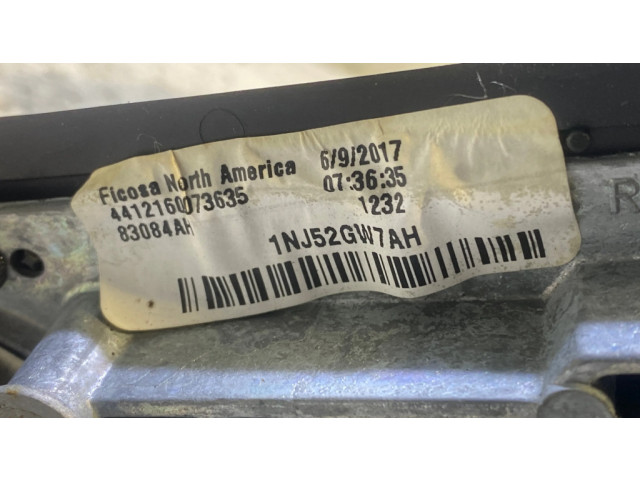 Ficosa North America 6/9/2017
4412160073635 07:36:35
83084AH 1232
1NJ52GW7AH
R